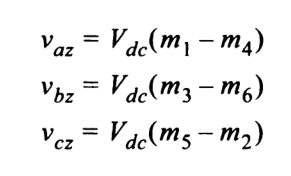 v_az = V_dc(m_1 − m_4)
v_bz = V_dc(m_3 − m_6)
v_cz = V_dc(m_5 − m_2)